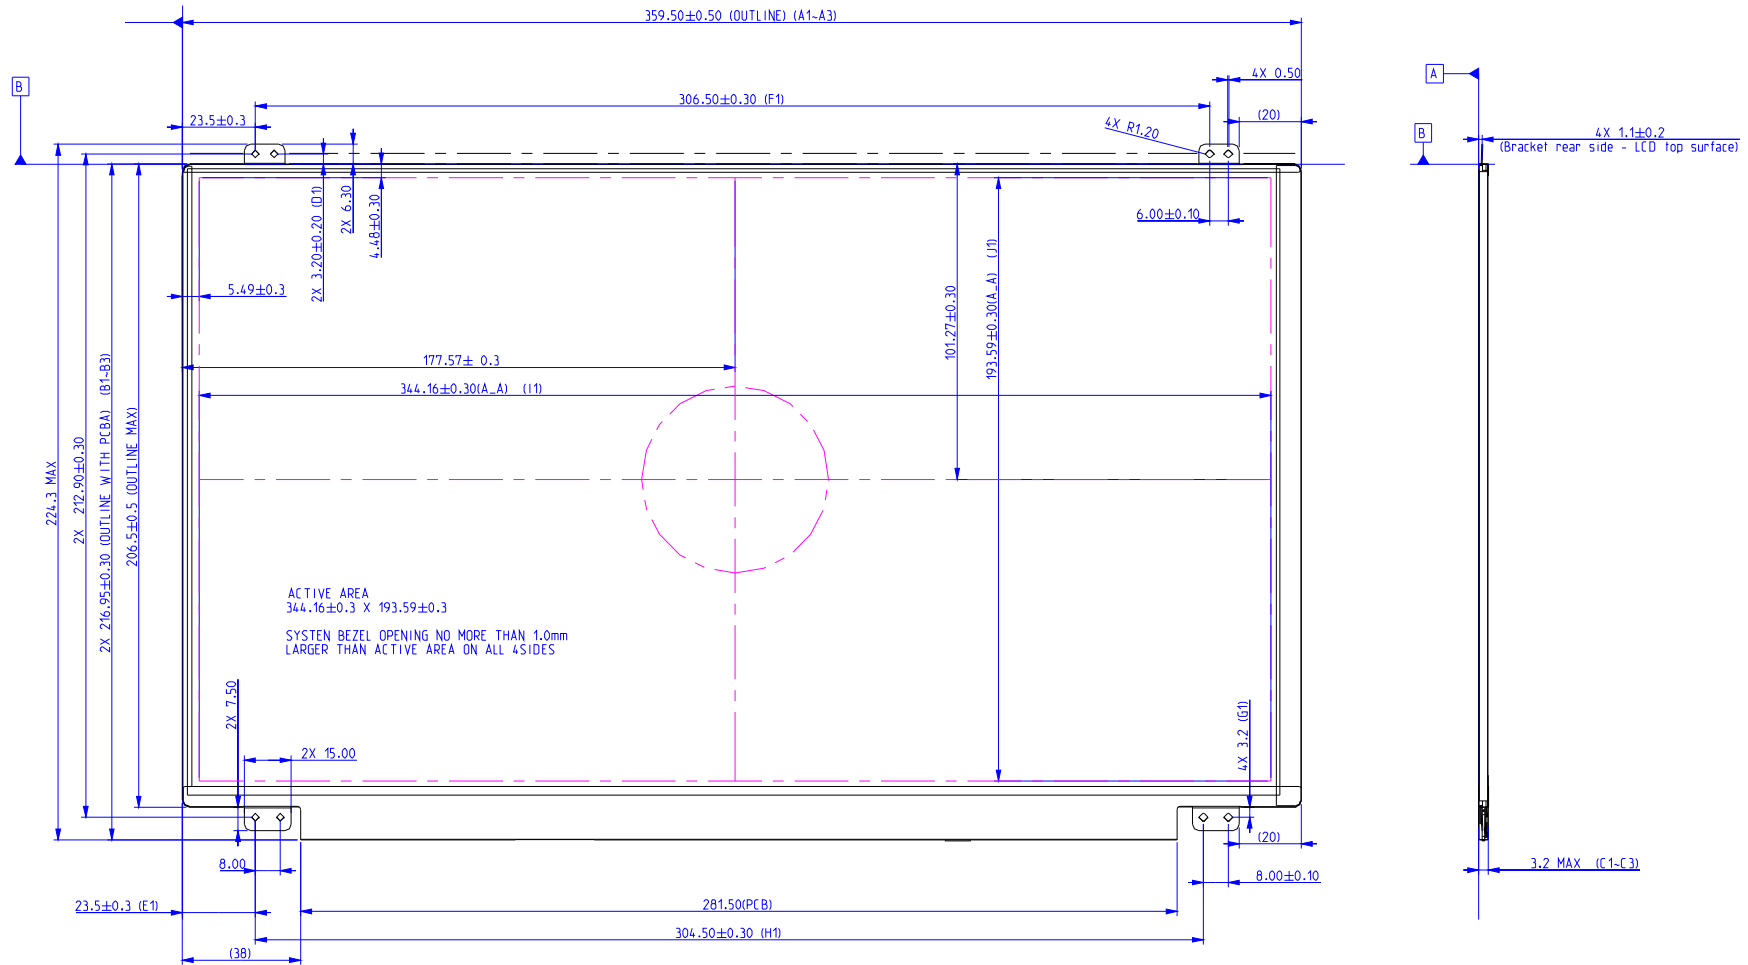 359.50±0.50 (OUTLINE) (A1~A3)
B
A
4X 0.50
306.50±0.30 (F1)
(20)
23.5±0.3
4X R1.20
B
4X 1.1±0.2
(Bracket rear side - LCD top surface)
2X 3.20±0.20 (D1)
2X 6.30
4.48±0.30
6.00±0.10
5.49±0.3
101.27±0.30
193.59±0.30(A_A) (J1)
177.57± 0.3
344.16±0.30(A_A) (I1)
224.3 MAX
2X 212.90±0.30
2X 216.95±0.30 (OUTLINE WITH PCBA) (B1~B3)
206.5±0.5 (OUTLINE MAX)
ACTIVE AREA
344.16±0.3 X 193.59±0.3
SYSTEN BEZEL OPENING NO MORE THAN 1.0mm
LARGER THAN ACTIVE AREA ON ALL 4SIDES
2X 7.50
2X 15.00
4X 3.2 (G1)
(20)
8.00
8.00±0.10
3.2 MAX (C1~C3)
23.5±0.3 (E1)
281.50(PCB)
304.50±0.30 (H1)
(38)